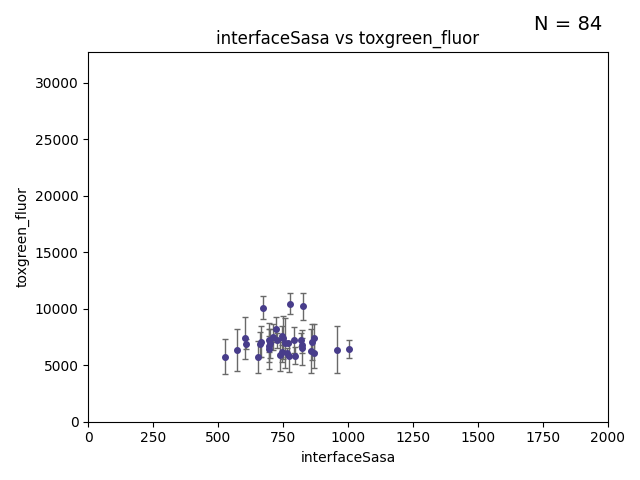 N = 84
interfaceSasa vs toxgreen_fluor
30000
25000
20000
15000
10000
5000
0
toxgreen_fluor
0 250 500 750 1000 1250 1500 1750 2000
interfaceSasa